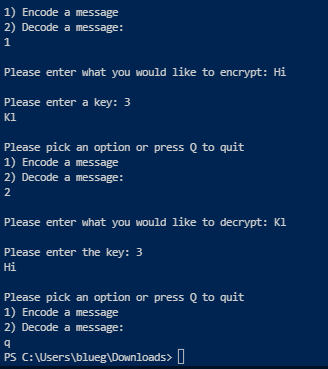 1) Encode a message
2) Decode a message:
1
Please enter what you would like to encrypt: Hi
Please enter a key: 3
Kl
Please pick an option or press Q to quit
1) Encode a message
2) Decode a message:
2
Please enter what you would like to decrypt: Kl
Please enter the key: 3
Hi
Please pick an option or press Q to quit
1) Encode a message
2) Decode a message:
q
PS C:\Users\blueg\Downloads>